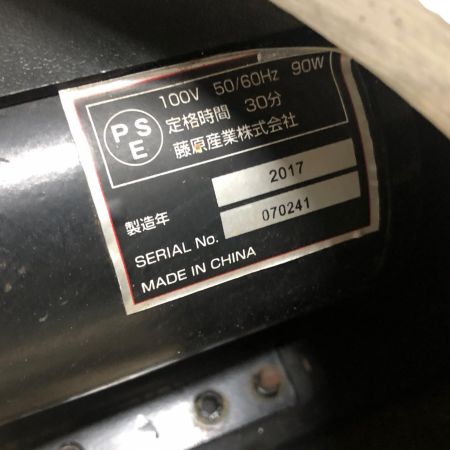 100V 50/60Hz 90W
PSE
定格時間 30分
藤原産業株式会社
製造年 2017
SERIAL No. 070241
MADE IN CHINA